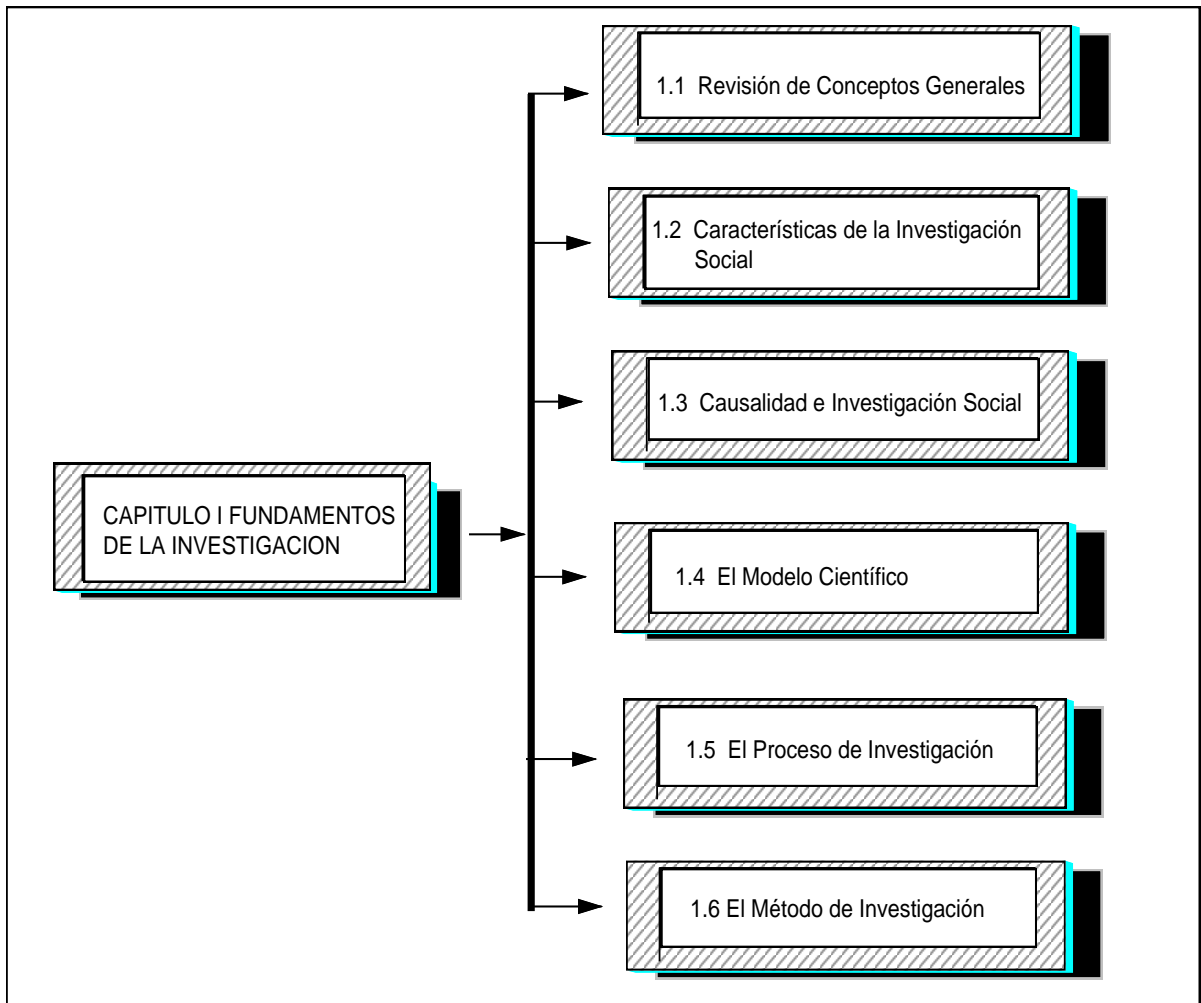 1.1 Revisión de Conceptos Generales
1.2 Características de la Investigación
Social
1.3 Causalidad e Investigación Social
CAPITULO I FUNDAMENTOS
DE LA INVESTIGACION
1.4 El Modelo Científico
1.5 El Proceso de Investigación
1.6 El Método de Investigación